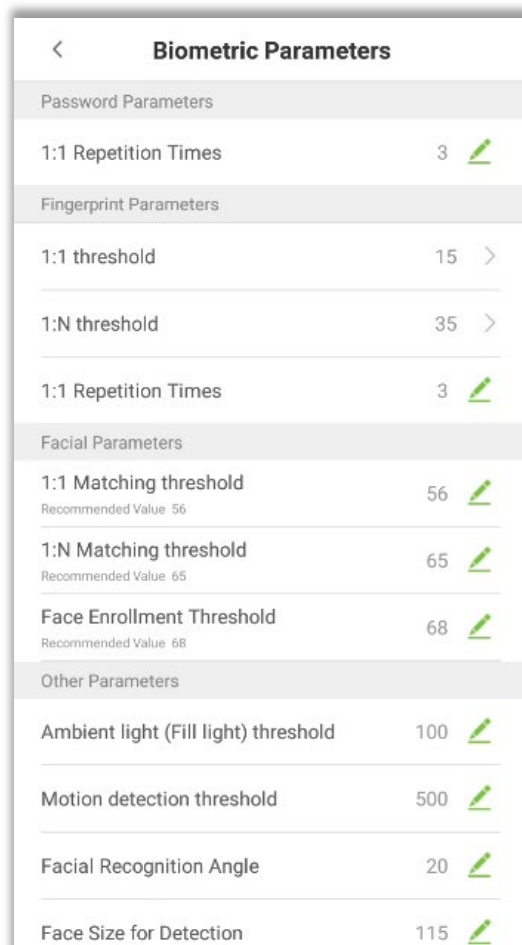 Biometric Parameters
Password Parameters
1:1 Repetition Times 3
Fingerprint Parameters
1:1 threshold 15
1:N threshold 35
1:1 Repetition Times 3
Facial Parameters
1:1 Matching threshold 56
Recommended Value 56
1:N Matching threshold 65
Recommended Value 65
Face Enrollment Threshold 68
Recommended Value 68
Other Parameters
Ambient light (Fill light) threshold 100
Motion detection threshold 500
Facial Recognition Angle 20
Face Size for Detection 115